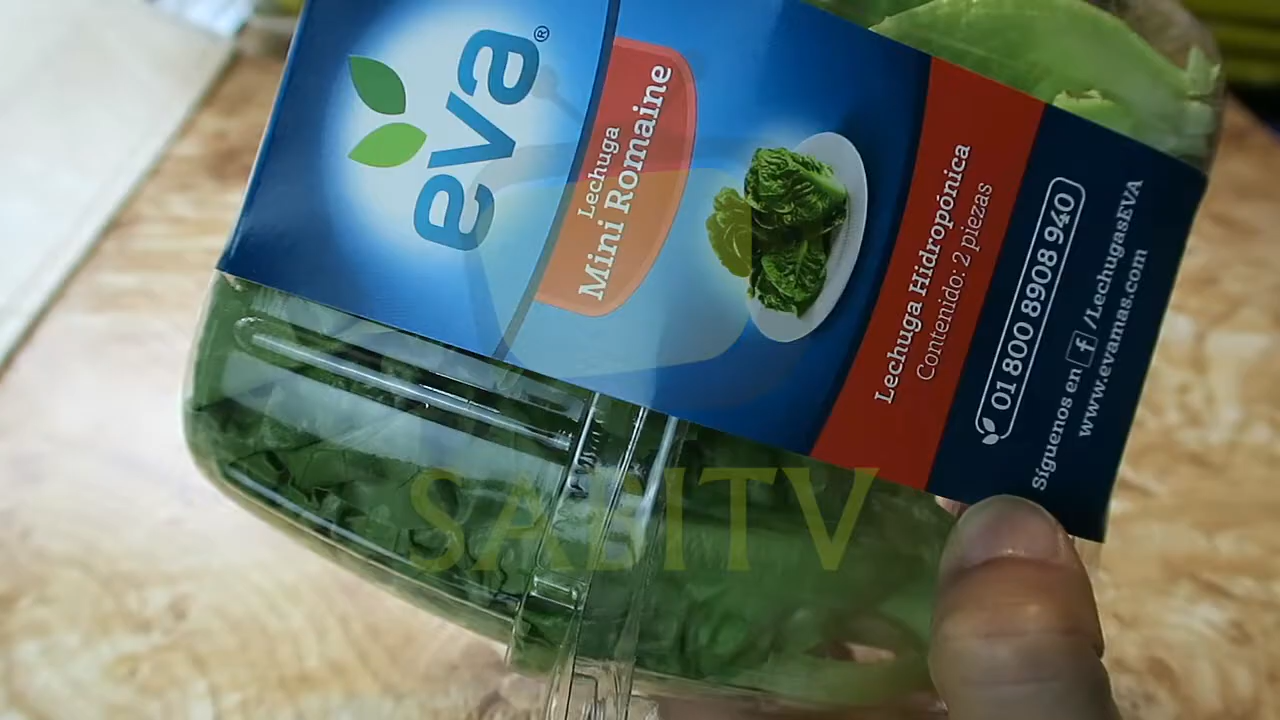 eva®
Lechuga
Mini Romaine
Lechuga Hidropónica
Contenido: 2 piezas
01 800 8908 940
Síguenos en f /LechugasEVA
www.evamas.com
SABITV